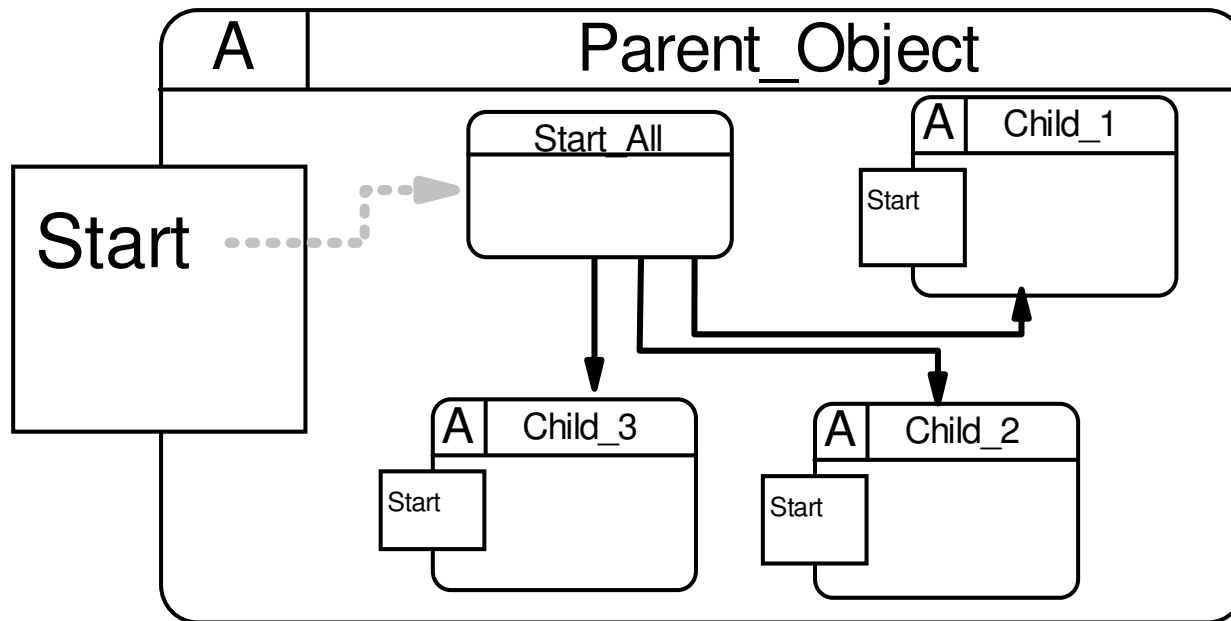 A
Parent_Object
Start_All
A
Child_1
Start
Start
A
Child_3
A
Child_2
Start
Start